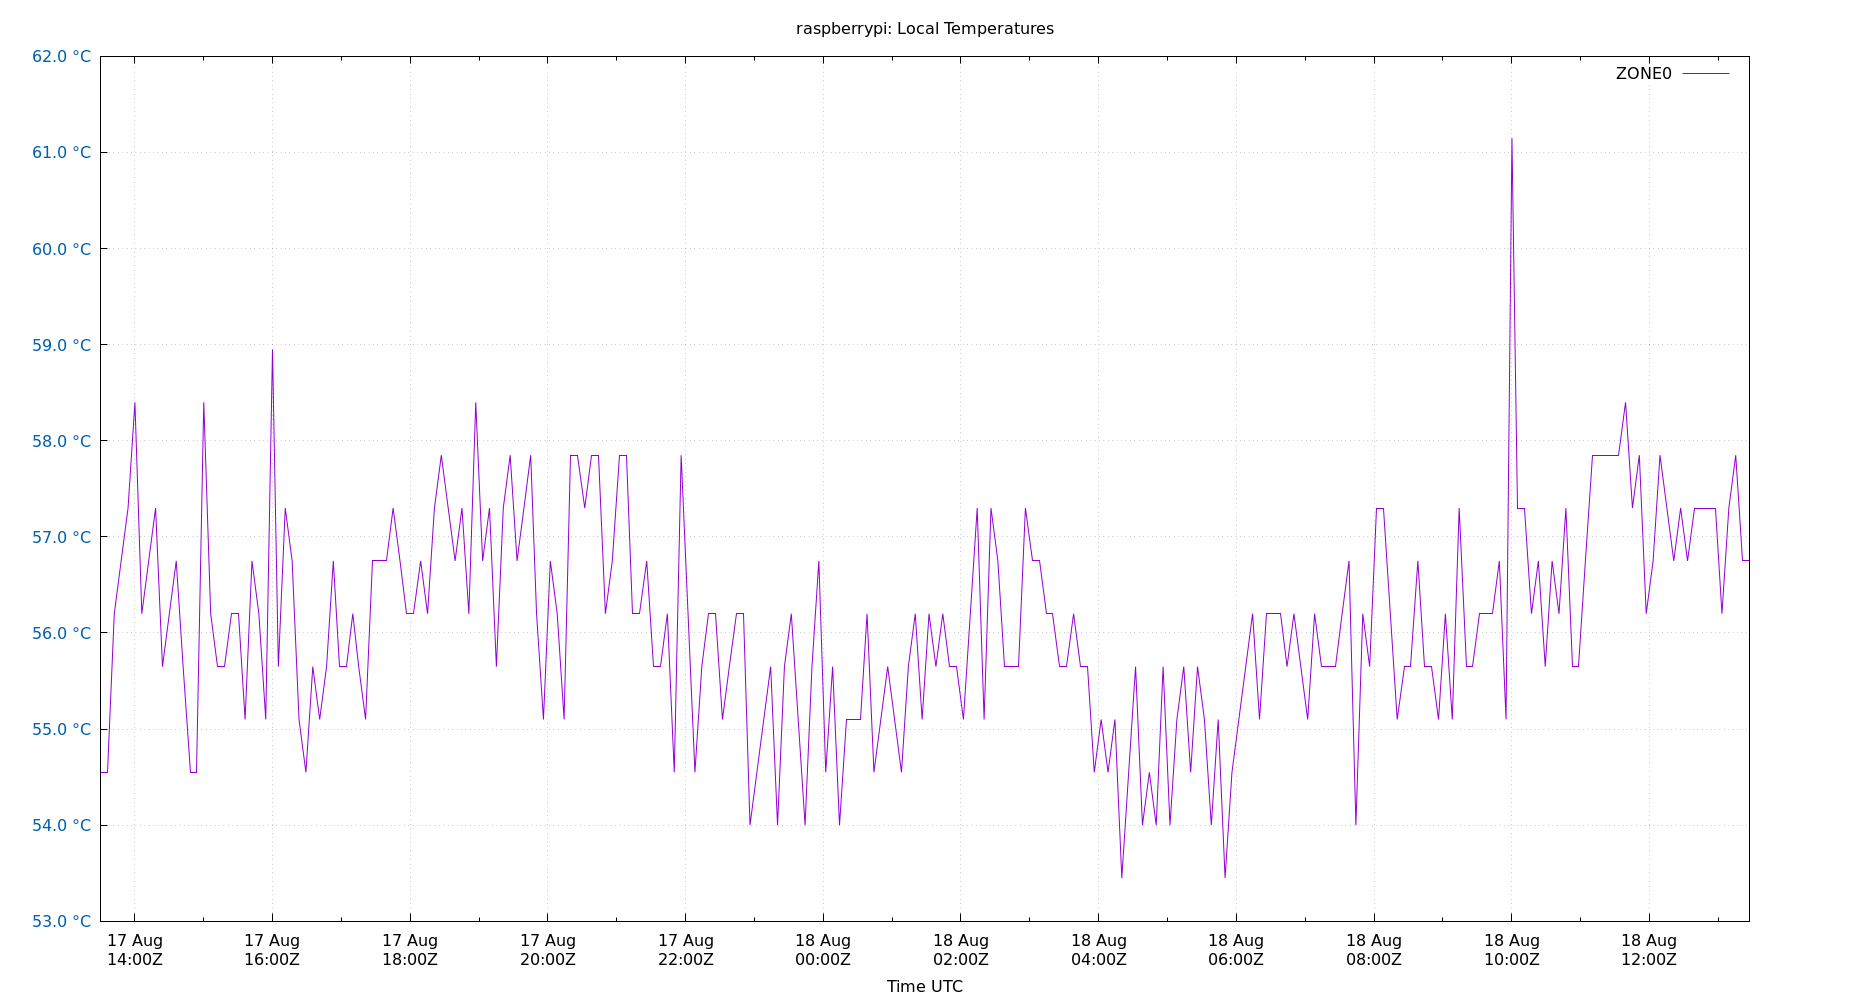 raspberrypi: Local Temperatures
62.0 °C
ZONE0
61.0 °C
60.0 °C
59.0 °C
58.0 °C
57.0 °C
56.0 °C
55.0 °C
54.0 °C
53.0 °C
17 Aug 17 Aug 17 Aug 17 Aug 17 Aug 18 Aug 18 Aug 18 Aug 18 Aug 18 Aug 18 Aug 18 Aug
14:00Z 16:00Z 18:00Z 20:00Z 22:00Z 00:00Z 02:00Z 04:00Z 06:00Z 08:00Z 10:00Z 12:00Z
Time UTC